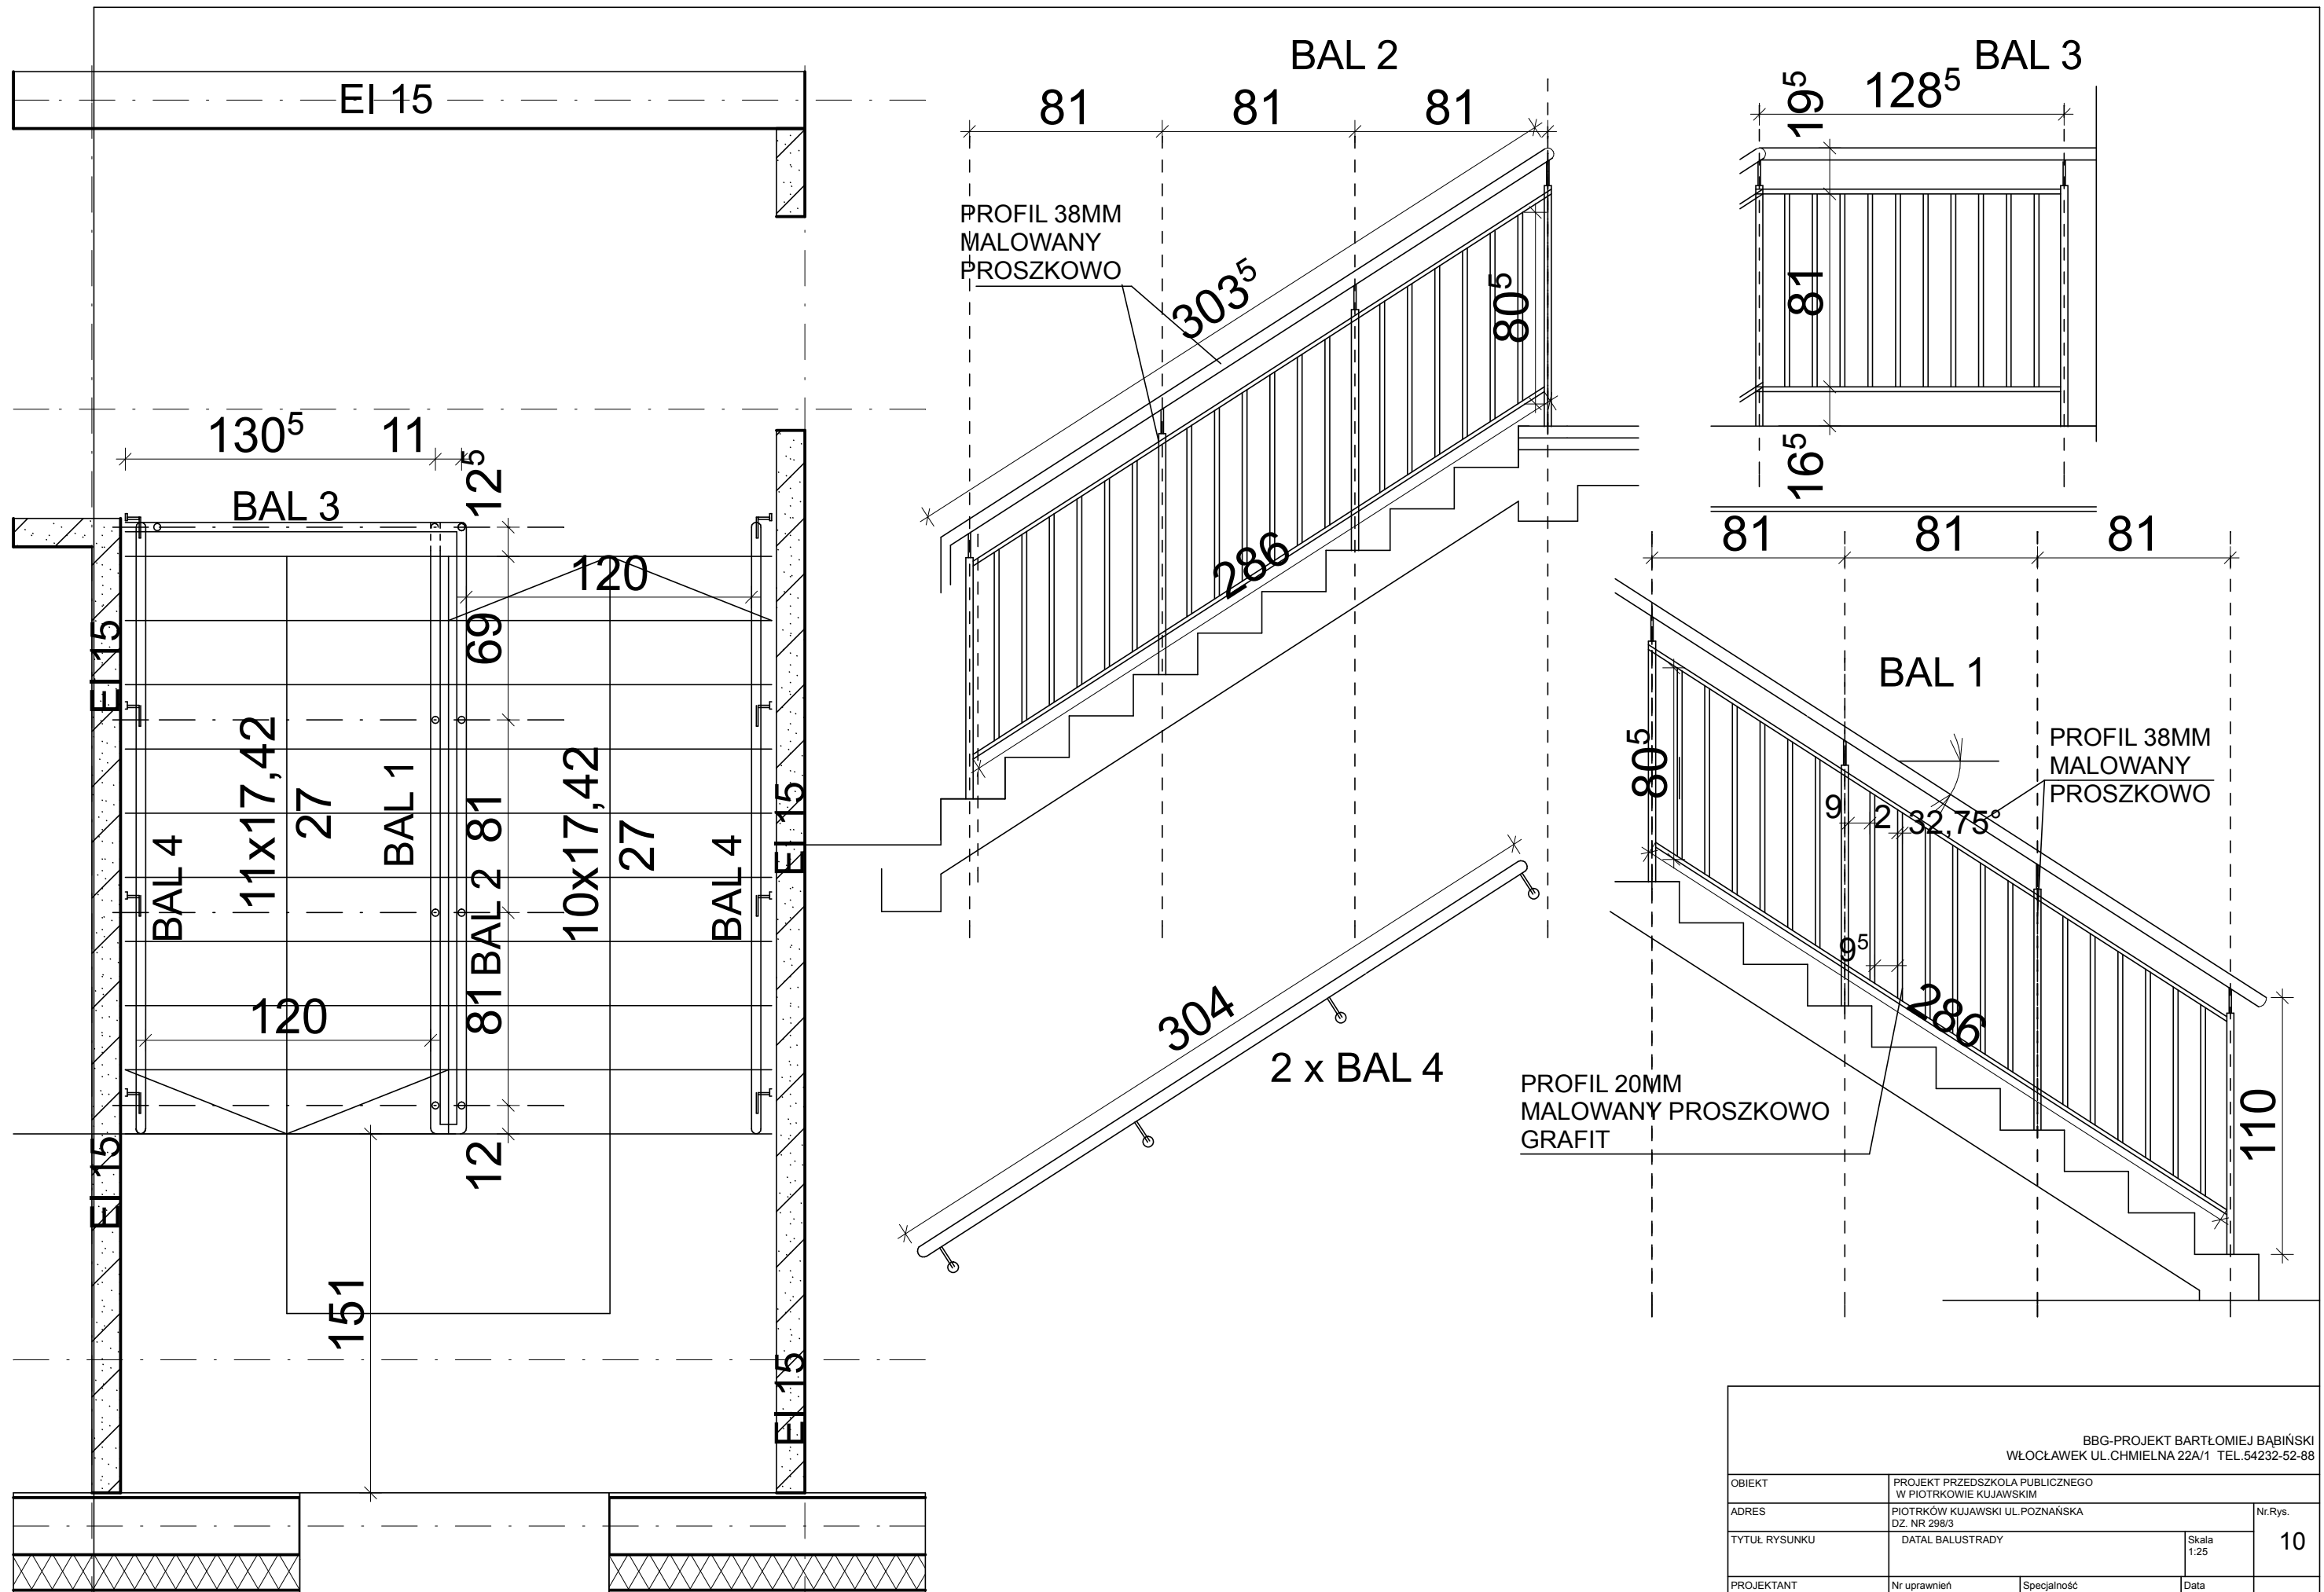 EI 15
130⁵
11
12⁵
BAL 3
120
69
EI 15
11x17,42
27
BAL 1
BAL 4
81
BAL 2
81
10x17,42
27
BAL 4
EI 15
120
12
EI 15
151
EI 15
BAL 2
81
81
81
PROFIL 38MM
MALOWANY
PROSZKOWO
303⁵
80⁵
286
BAL 3
19⁵
128⁵
81
16⁵
81
81
81
BAL 1
PROFIL 38MM
MALOWANY
PROSZKOWO
80⁵
9
2
32,75°
9⁵
286
110
PROFIL 20MM
MALOWANY PROSZKOWO
GRAFIT
304
2 x BAL 4
BBG-PROJEKT BARTŁOMIEJ BĄBIŃSKI
WŁOCŁAWEK UL.CHMIELNA 22A/1 TEL.54232-52-88
OBIEKT
PROJEKT PRZEDSZKOLA PUBLICZNEGO
W PIOTRKOWIE KUJAWSKIM
ADRES
PIOTRKÓW KUJAWSKI UL.POZNAŃSKA
DZ. NR 298/3
Nr.Rys.
10
TYTUŁ RYSUNKU
DATAL BALUSTRADY
Skala
1:25
PROJEKTANT
Nr uprawnień
Specjalność
Data